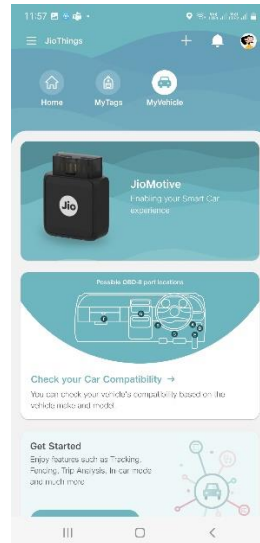 11:57
JioThings
Home
MyTags
MyVehicle
Jio
JioMotive
Enabling your Smart Car
experience
Possible OBD-II port locations
Check your Car Compatibility →
You can check your vehicle's compatibility based on the
vehicle make and model.
Get Started
Enjoy features such as Tracking,
Fencing, Trip Analysis, In-car mode
and much more